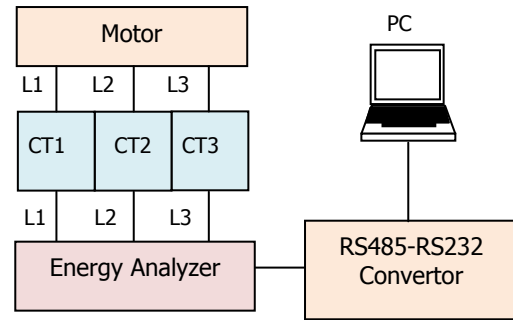 Motor
PC
L1 L2 L3
CT1 CT2 CT3
L1 L2 L3
Energy Analyzer
RS485-RS232
Convertor